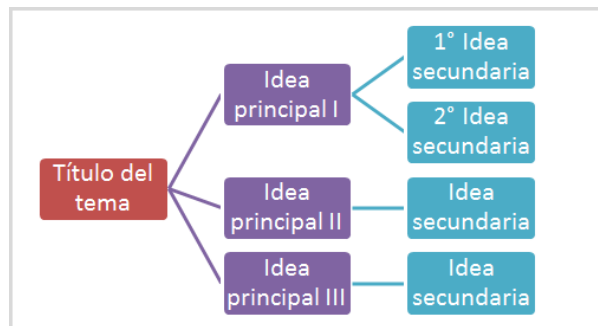 Título del
tema
Idea
principal I
1° Idea
secundaria
2° Idea
secundaria
Idea
principal II
Idea
secundaria
Idea
principal III
Idea
secundaria